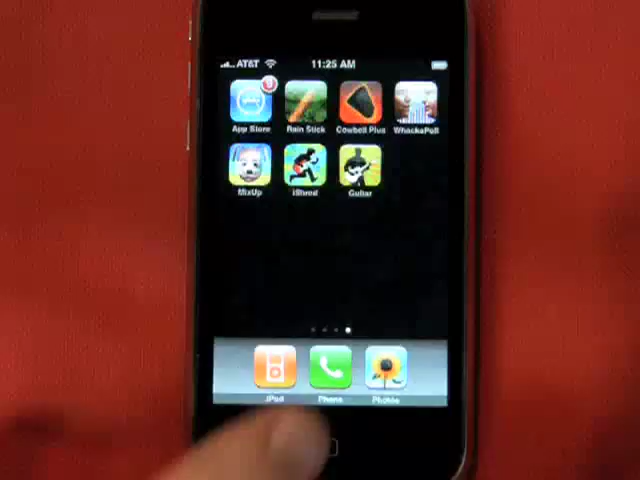 AT&T 11:25 AM
App Store Rain Stick Cowbell Plus WhackaPoll
MixUp iShred Guitar
iPod Phone Photos